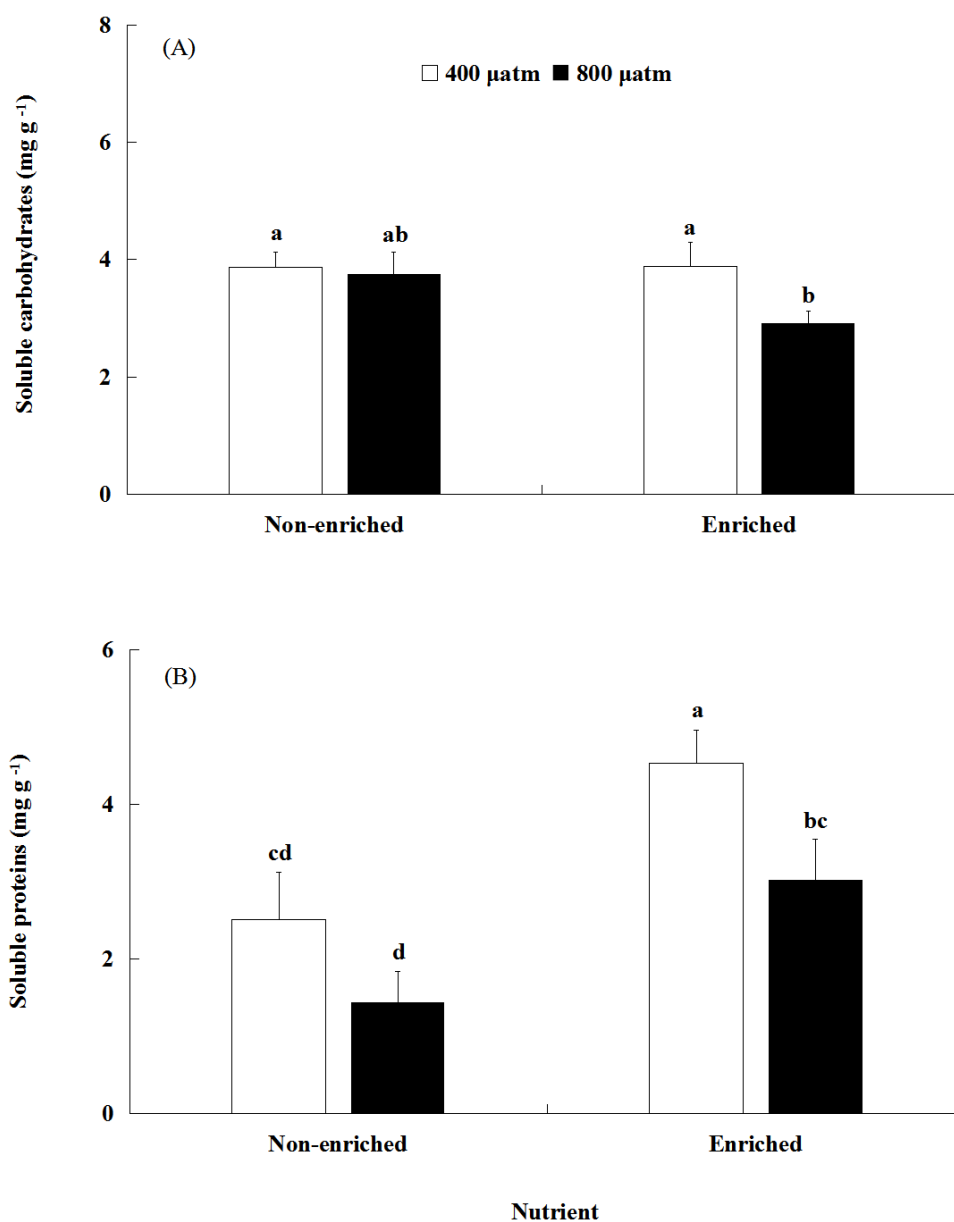 (A)
400 µatm 800 µatm
Soluble carbohydrates (mg g -1)
8
6
4
2
0
a
ab
a
b
Non-enriched Enriched
(B)
Soluble proteins (mg g -1)
6
4
2
0
cd
d
a
bc
Non-enriched Enriched
Nutrient